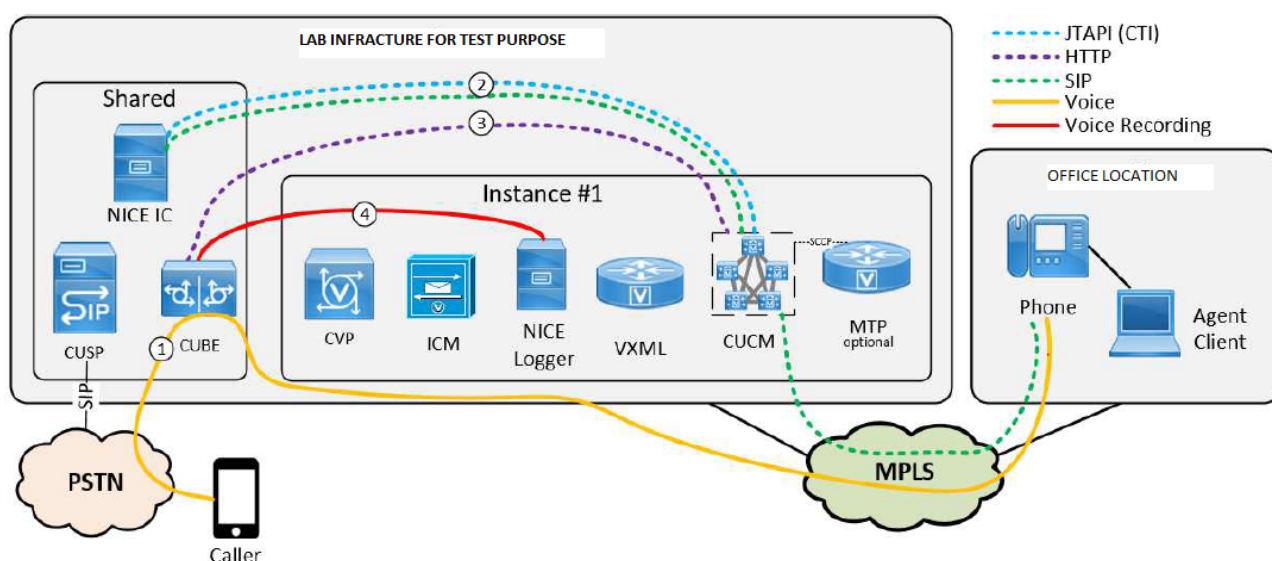 LAB INFRACTURE FOR TEST PURPOSE
JTAPI (CTI)
HTTP
SIP
Voice
Voice Recording
Shared
NICE IC
2
3
Instance #1
4
OFFICE LOCATION
SIP
CUSP
CUBE
1
V
CVP
V
ICM
NICE
Logger
V
VXML
CUCM
SCCP
V
MTP
optional
Phone
Agent
Client
SIP
PSTN
Caller
MPLS